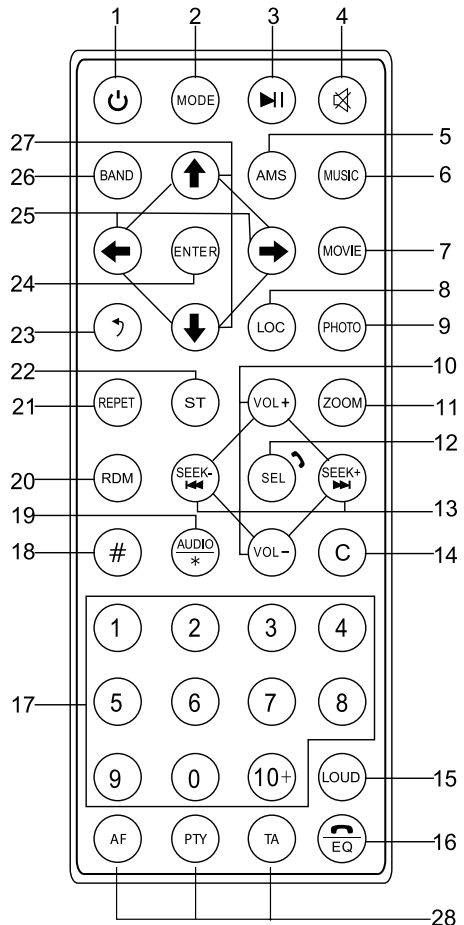 1 2 3 4
MODE
27 5
26 BAND AMS MUSIC 6
25
ENTER MOVIE 7
24 8
23 LOC PHOTO 9
22 10
21 REPET ST VOL+ ZOOM 11
12
20 RDM SEEK- SEL SEEK+
19 13
18 # AUDIO VOL- C 14
*
1 2 3 4
17 5 6 7 8
9 0 10+ LOUD 15
AF PTY TA EQ 16
28